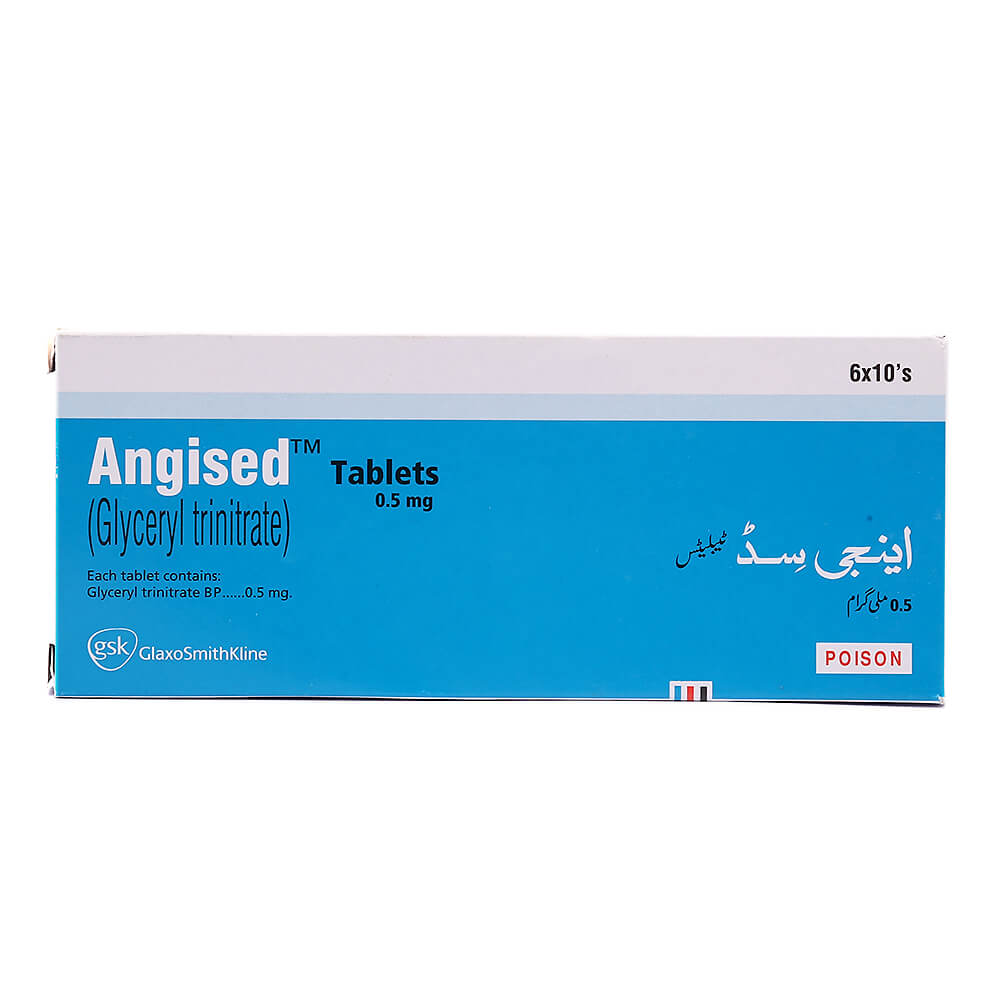 6x10's
Angised™ Tablets
0.5 mg
(Glyceryl trinitrate)
Each tablet contains:
Glyceryl trinitrate BP......0.5 mg.
gsk GlaxoSmithKline
اینجی سِڈ ٹیبلیٹس
0.5 ملی گرام
POISON